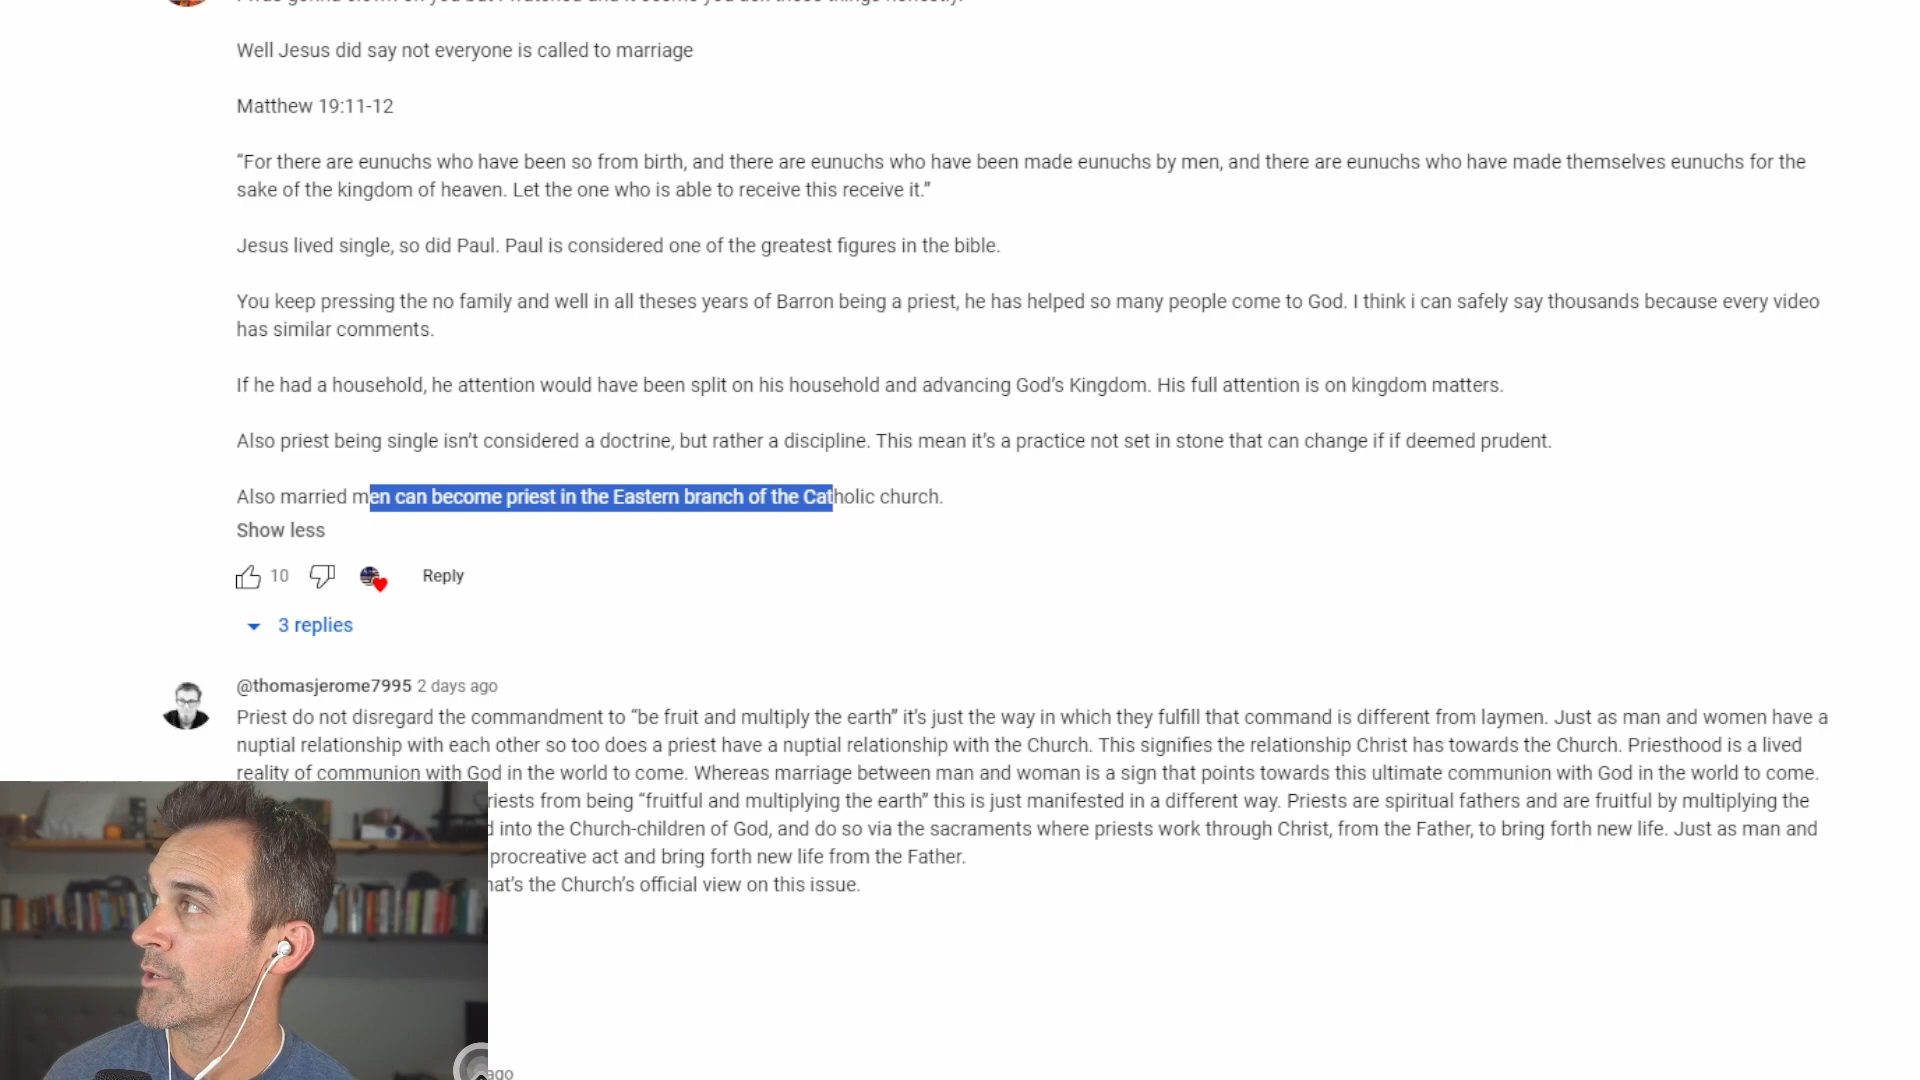 Well Jesus did say not everyone is called to marriage
Matthew 19:11-12
“For there are eunuchs who have been so from birth, and there are eunuchs who have been made eunuchs by men, and there are eunuchs who have made themselves eunuchs for the
sake of the kingdom of heaven. Let the one who is able to receive this receive it.”
Jesus lived single, so did Paul. Paul is considered one of the greatest figures in the bible.
You keep pressing the no family and well in all theses years of Barron being a priest, he has helped so many people come to God. I think i can safely say thousands because every video
has similar comments.
If he had a household, he attention would have been split on his household and advancing God’s Kingdom. His full attention is on kingdom matters.
Also priest being single isn’t considered a doctrine, but rather a discipline. This mean it’s a practice not set in stone that can change if if deemed prudent.
Also married men can become priest in the Eastern branch of the Catholic church.
Show less
10 Reply
3 replies
@thomasjerome7995 2 days ago
Priest do not disregard the commandment to “be fruit and multiply the earth” it’s just the way in which they fulfill that command is different from laymen. Just as man and women have a
nuptial relationship with each other so too does a priest have a nuptial relationship with the Church. This signifies the relationship Christ has towards the Church. Priesthood is a lived
reality of communion with God in the world to come. Whereas marriage between man and woman is a sign that points towards this ultimate communion with God in the world to come.
riests from being “fruitful and multiplying the earth” this is just manifested in a different way. Priests are spiritual fathers and are fruitful by multiplying the
into the Church-children of God, and do so via the sacraments where priests work through Christ, from the Father, to bring forth new life. Just as man and
procreative act and bring forth new life from the Father.
hat’s the Church’s official view on this issue.
ago